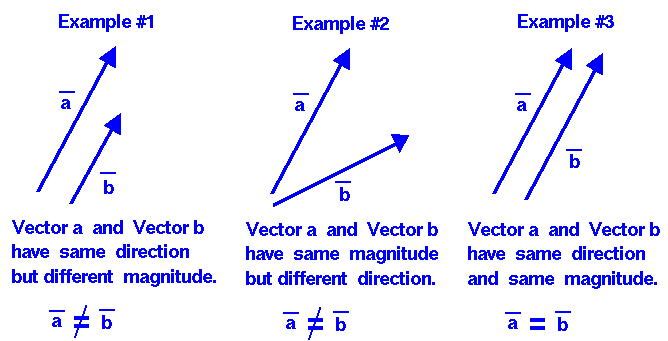 Example #1
a̅
b̅
Vector a and Vector b
have same direction
but different magnitude.
a̅ ≠ b̅
Example #2
a̅
b̅
Vector a and Vector b
have same magnitude
but different direction.
a̅ ≠ b̅
Example #3
a̅
b̅
Vector a and Vector b
have same direction
and same magnitude.
a̅ = b̅